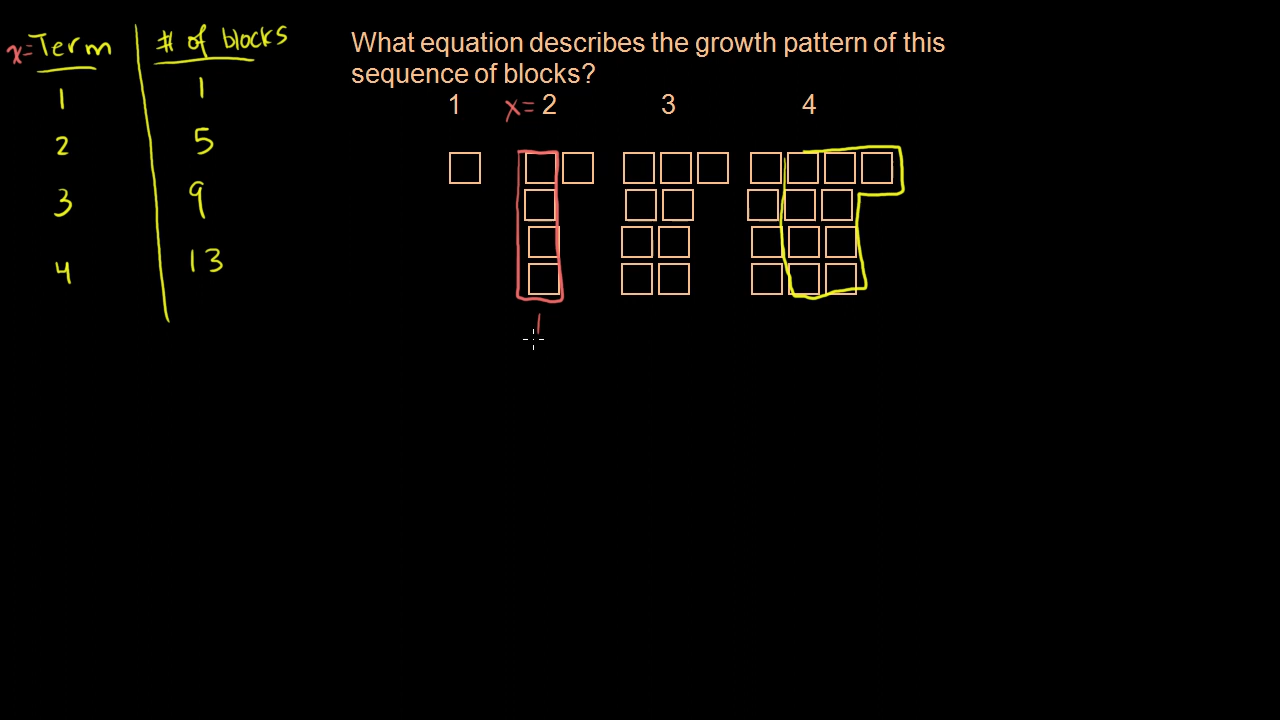 x=Term # of blocks
1 1
2 5
3 9
4 13
What equation describes the growth pattern of this
sequence of blocks?
1 x= 2 3 4